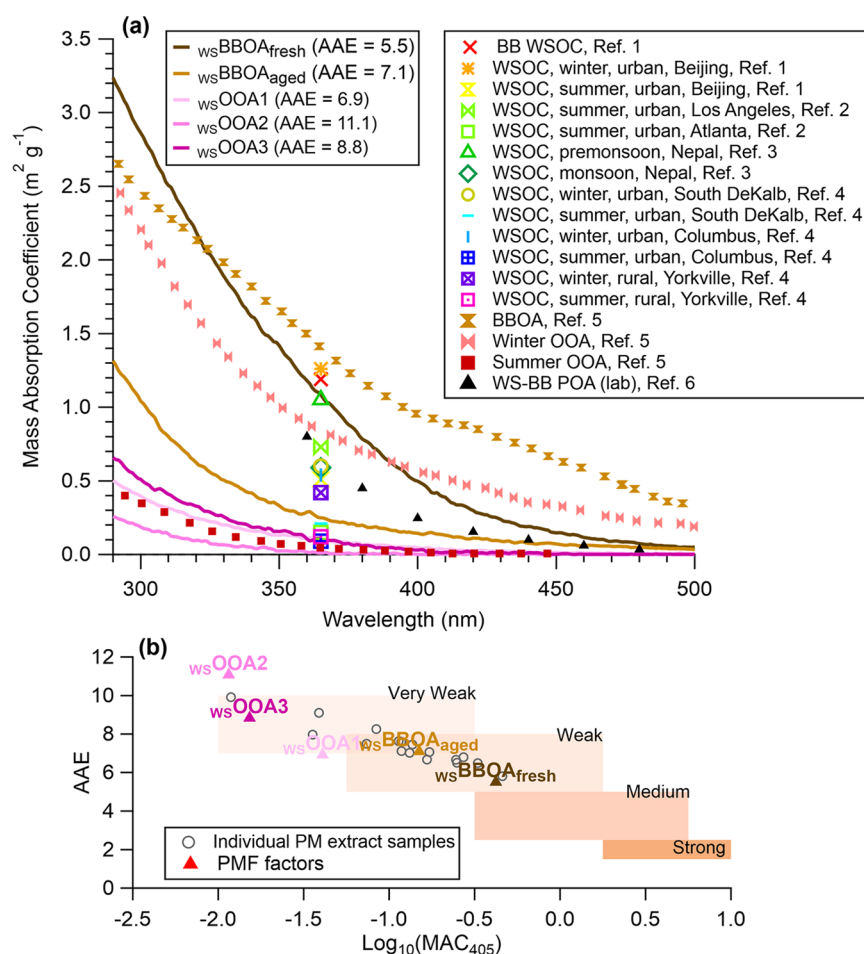 (a)
Mass Absorption Coefficient (m² g⁻¹)
3.5
3.0
2.5
2.0
1.5
1.0
0.5
0.0
wsBBOAfresh (AAE = 5.5)
wsBBOAaged (AAE = 7.1)
wsOOA1 (AAE = 6.9)
wsOOA2 (AAE = 11.1)
wsOOA3 (AAE = 8.8)
BB WSOC, Ref. 1
WSOC, winter, urban, Beijing, Ref. 1
WSOC, summer, urban, Beijing, Ref. 1
WSOC, summer, urban, Los Angeles, Ref. 2
WSOC, summer, urban, Atlanta, Ref. 2
WSOC, premonsoon, Nepal, Ref. 3
WSOC, monsoon, Nepal, Ref. 3
WSOC, winter, urban, South DeKalb, Ref. 4
WSOC, summer, urban, South DeKalb, Ref. 4
WSOC, winter, urban, Columbus, Ref. 4
WSOC, summer, urban, Columbus, Ref. 4
WSOC, winter, rural, Yorkville, Ref. 4
WSOC, summer, rural, Yorkville, Ref. 4
BBOA, Ref. 5
Winter OOA, Ref. 5
Summer OOA, Ref. 5
WS-BB POA (lab), Ref. 6
300 350 400 450 500
Wavelength (nm)
(b)
AAE
12
10
8
6
4
2
0
wsOOA2
wsOOA3
wsOOA1
wsBBOAaged
wsBBOAfresh
Very Weak
Weak
Medium
Strong
Individual PM extract samples
PMF factors
-2.5 -2.0 -1.5 -1.0 -0.5 0.0 0.5 1.0
Log₁₀(MAC₄₀₅)